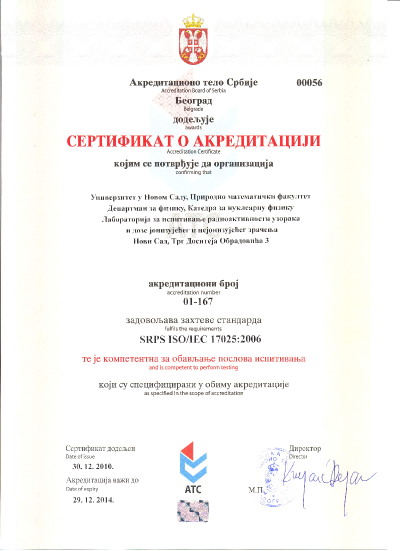 Акредитационо тело Србије 00056
Accreditation Board of Serbia
Београд
Belgrade
додељује
awards
СЕРТИФИКАТ О АКРЕДИТАЦИЈИ
Accreditation Certificate
којим се потврђује да организација
confirming that
Универзитет у Новом Саду, Природно математички факултет
Департман за физику, Катедра за нуклеарну физику
Лабораторија за испитивање радиоактивности узорака
и дозе јонизујућег и нејонизујућег зрачења
Нови Сад, Трг Доситеја Обрадовића 3
акредитациони број
accreditation number
01-167
задовољава захтеве стандарда
fulfils the requirements
SRPS ISO/IEC 17025:2006
те је компетентна за обављање послова испитивања
and is competent to perform testing
који су специфицирани у обиму акредитације
as specified in the scope of accreditation
Сертификат додељен
Date of issue
30. 12. 2010.
Акредитација важи до
Date of expiry
29. 12. 2014.
АТС
М.П.
Директор
Director